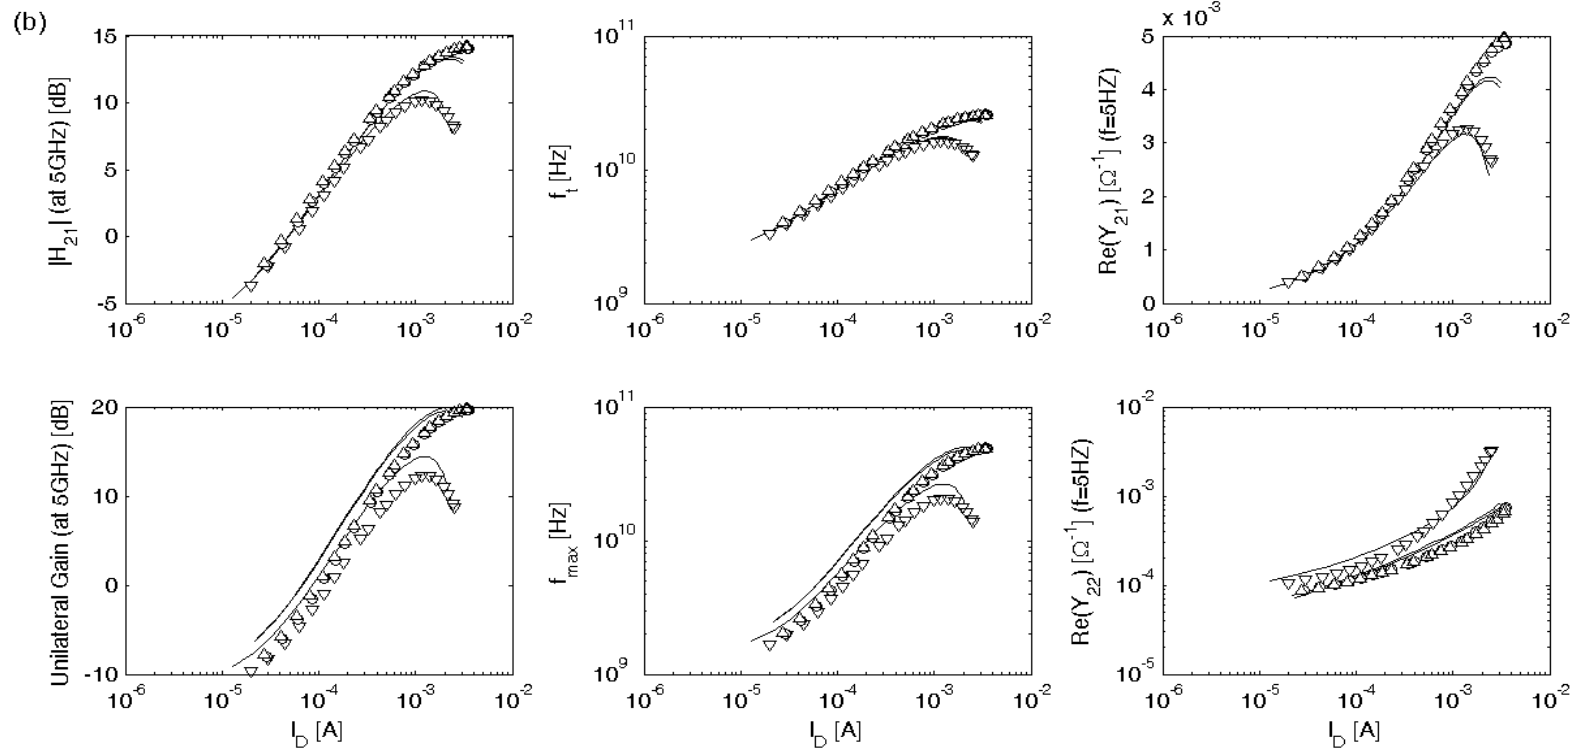 (b)
15
10
5
0
-5
10^-6 10^-5 10^-4 10^-3 10^-2
|H_21| (at 5GHz) [dB]
10^11
10^10
10^9
10^-6 10^-5 10^-4 10^-3 10^-2
f_t [Hz]
x 10^-3
5
4
3
2
1
0
10^-6 10^-5 10^-4 10^-3 10^-2
Re(Y_21) [Ω^-1] (f=5HZ)
20
10
0
-10
10^-6 10^-5 10^-4 10^-3 10^-2
Unilateral Gain (at 5GHz) [dB]
I_D [A]
10^11
10^10
10^9
10^-6 10^-5 10^-4 10^-3 10^-2
f_max [Hz]
I_D [A]
10^-2
10^-3
10^-4
10^-5
10^-6 10^-5 10^-4 10^-3 10^-2
Re(Y_22) [Ω^-1] (f=5HZ)
I_D [A]